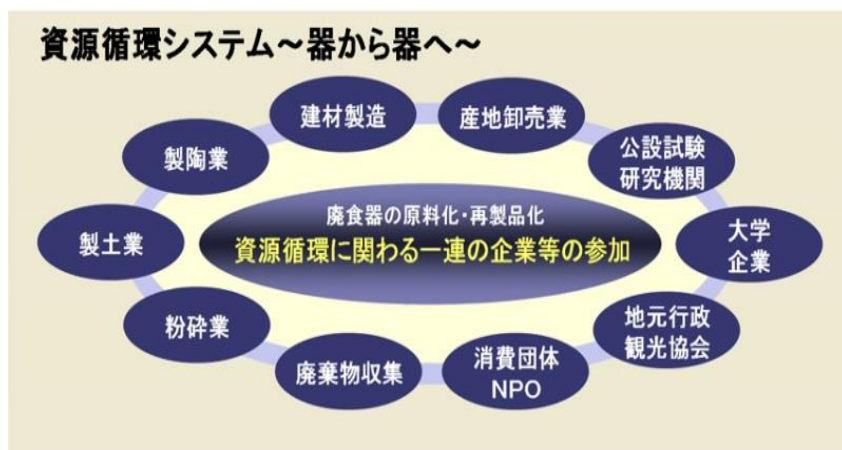 資源循環システム～器から器へ～
建材製造
産地卸売業
製陶業
公設試験
研究機関
廃食器の原料化・再製品化
資源循環に関わる一連の企業等の参加
製土業
大学
企業
粉砕業
地元行政
観光協会
廃棄物収集
消費団体
NPO